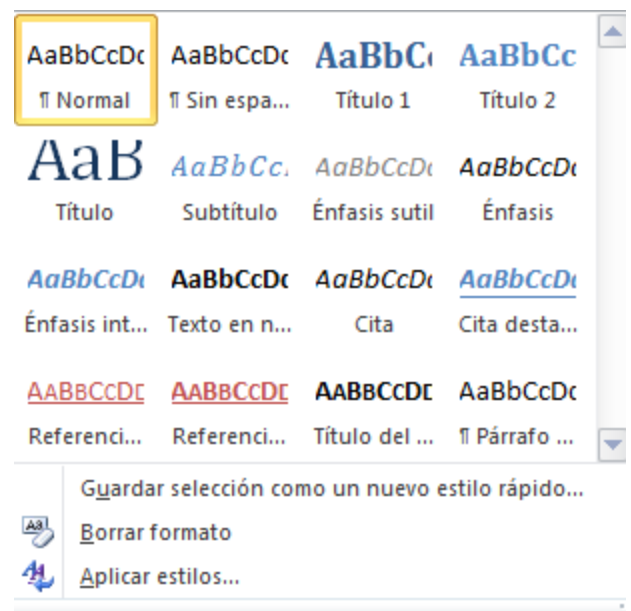 AaBbCcDc AaBbCcDc AaBbC AaBbCc
¶ Normal ¶ Sin espa... Título 1 Título 2
AaB AaBbCc. AaBbCcDc AaBbCcDc
Título Subtítulo Énfasis sutil Énfasis
AaBbCcDc AaBbCcDc AaBbCcDc AaBbCcDc
Énfasis int... Texto en n... Cita Cita desta...
AABBCCDD AABBCCDD AABBCCDD AaBbCcDc
Referenci... Referenci... Título del ... ¶ Párrafo ...
Guardar selección como un nuevo estilo rápido...
Borrar formato
Aplicar estilos...